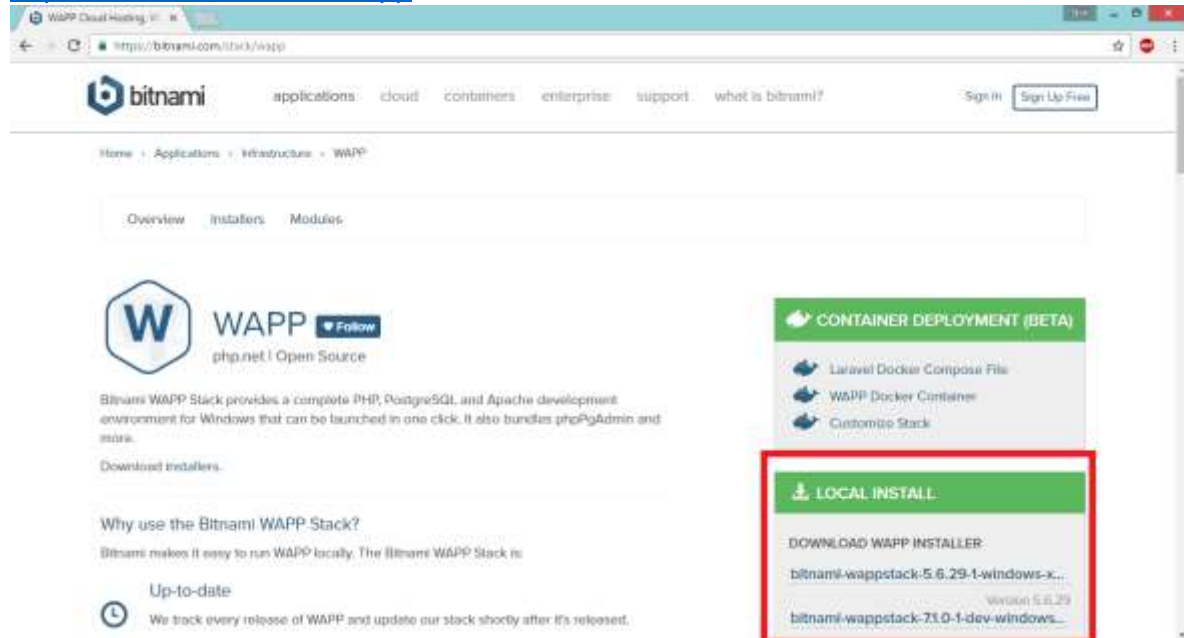 WAPP Cloud Hosting,
https://bitnami.com/stack/wapp
bitnami applications cloud containers enterprise support what is bitnami? Sign In Sign Up Free
Home Applications Infrastructure WAPP
Overview Installers Modules
W
WAPP Follow
php.net | Open Source
Bitnami WAPP Stack provides a complete PHP, PostgreSQL, and Apache development
environment for Windows that can be launched in one click. It also bundles phpPgAdmin and
more.
Download installers.
Why use the Bitnami WAPP Stack?
Bitnami makes it easy to run WAPP locally. The Bitnami WAPP Stack is:
Up-to-date
We track every release of WAPP and update our stack shortly after it's released.
CONTAINER DEPLOYMENT (BETA)
Laravel Docker Compose File
WAPP Docker Container
Customize Stack
LOCAL INSTALL
DOWNLOAD WAPP INSTALLER
bitnami-wappstack-5.6.29-1-windows-x...
Version 5.6.29
bitnami-wappstack-7.1.0-1-dev-windows...